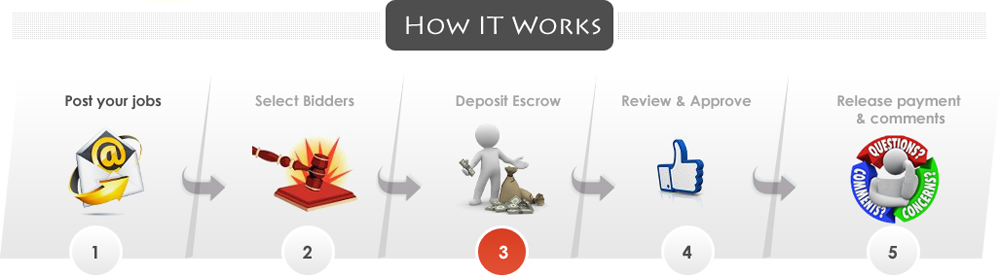 How IT Works
Post your jobs
Select Bidders
Deposit Escrow
Review & Approve
Release payment
& comments
@
QUESTIONS?
COMMENTS?
CONCERNS?
1
2
3
4
5